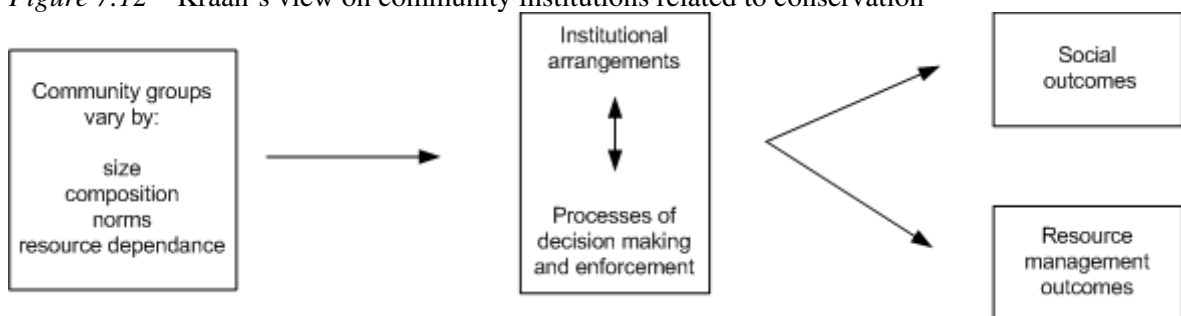 Figure 7.12 Kraan's view on community institutions related to conservation
Community groups
vary by:
size
composition
norms
resource dependance
Institutional
arrangements
Processes of
decision making
and enforcement
Social
outcomes
Resource
management
outcomes